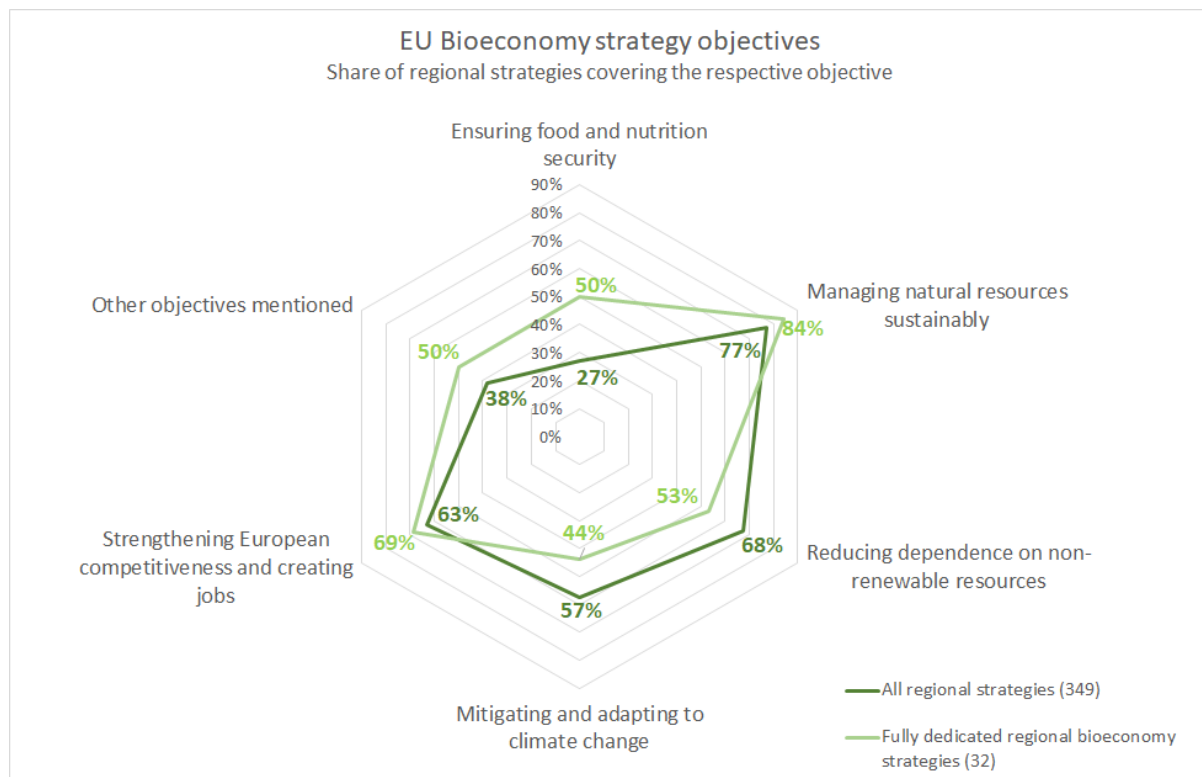 EU Bioeconomy strategy objectives
Share of regional strategies covering the respective objective
Ensuring food and nutrition
security
90%
80%
70%
60%
50%
40%
30%
20%
10%
0%
50%
27%
Managing natural resources
sustainably
84%
77%
Other objectives mentioned
50%
38%
53%
68%
Reducing dependence on non-
renewable resources
44%
57%
Mitigating and adapting to
climate change
63%
69%
Strengthening European
competitiveness and creating
jobs
All regional strategies (349)
Fully dedicated regional bioeconomy
strategies (32)